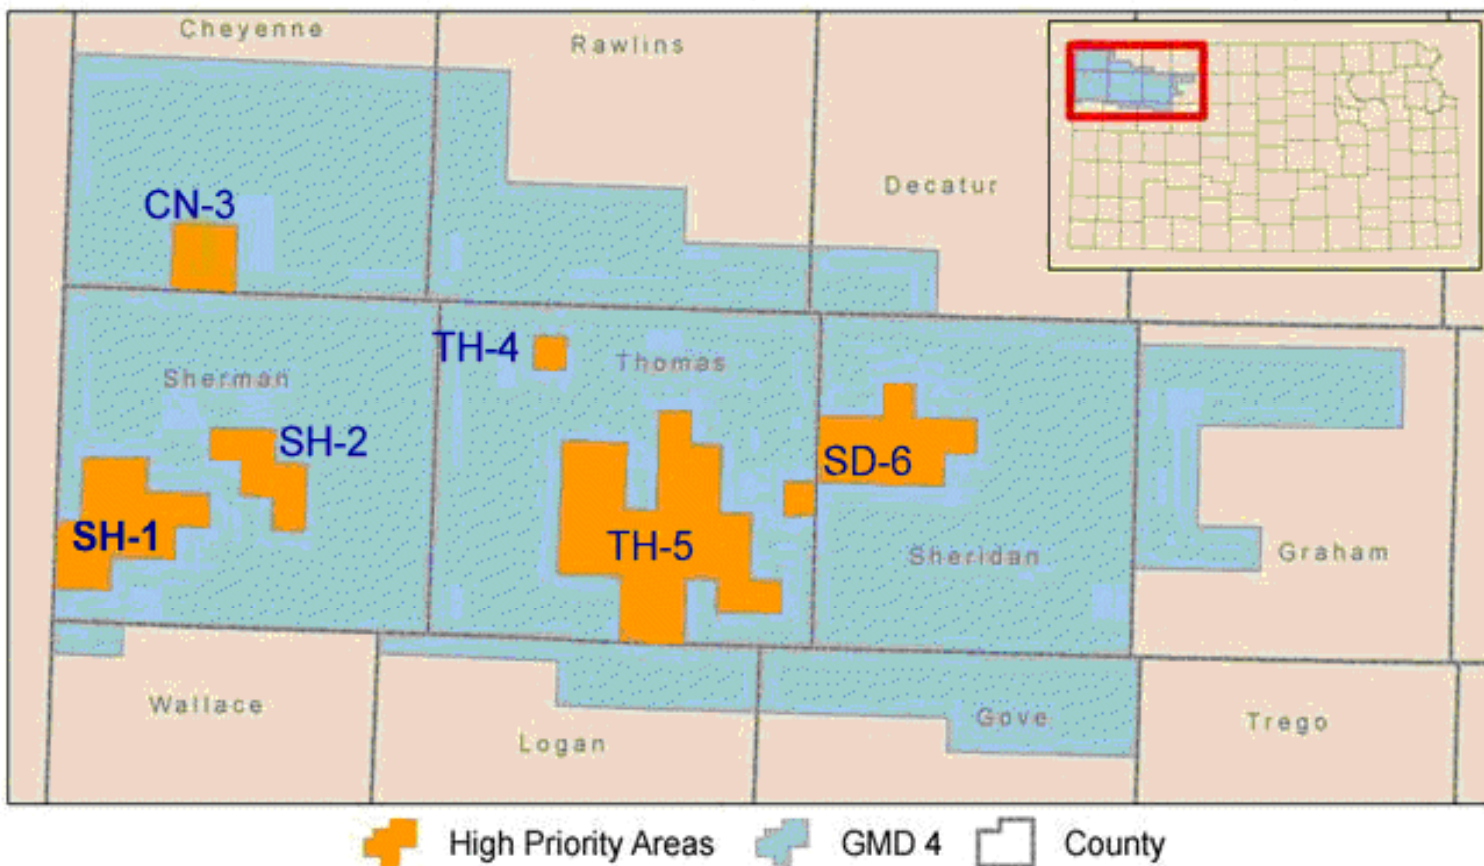 Cheyenne
Rawlins
Decatur
CN-3
TH-4
Thomas
Sherman
SH-2
SD-6
SH-1
TH-5
Sheridan
Graham
Wallace
Logan
Gove
Trego
High Priority Areas
GMD 4
County